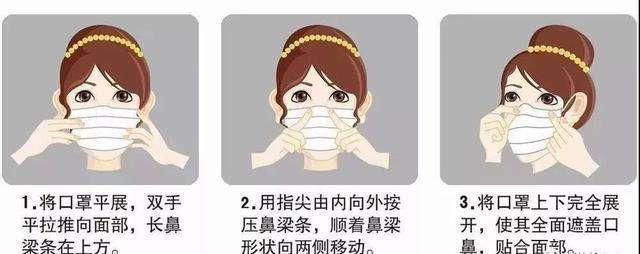 1.将口罩平展，双手
平拉推向面部，长鼻
梁条在上方。
2.用指尖由内向外按
压鼻梁条，顺着鼻梁
形状向两侧移动。
3.将口罩上下完全展
开，使其全面遮盖口
鼻，贴合面部。